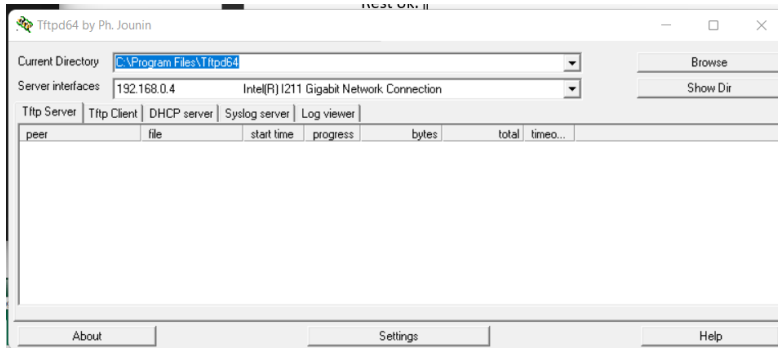 Rest ok.
Tftpd64 by Ph. Jounin
Current Directory C:\Program Files\Tftpd64 Browse
Server interfaces 192.168.0.4 Intel(R) I211 Gigabit Network Connection Show Dir
Tftp Server Tftp Client DHCP server Syslog server Log viewer
peer file start time progress bytes total timeo...
About Settings Help